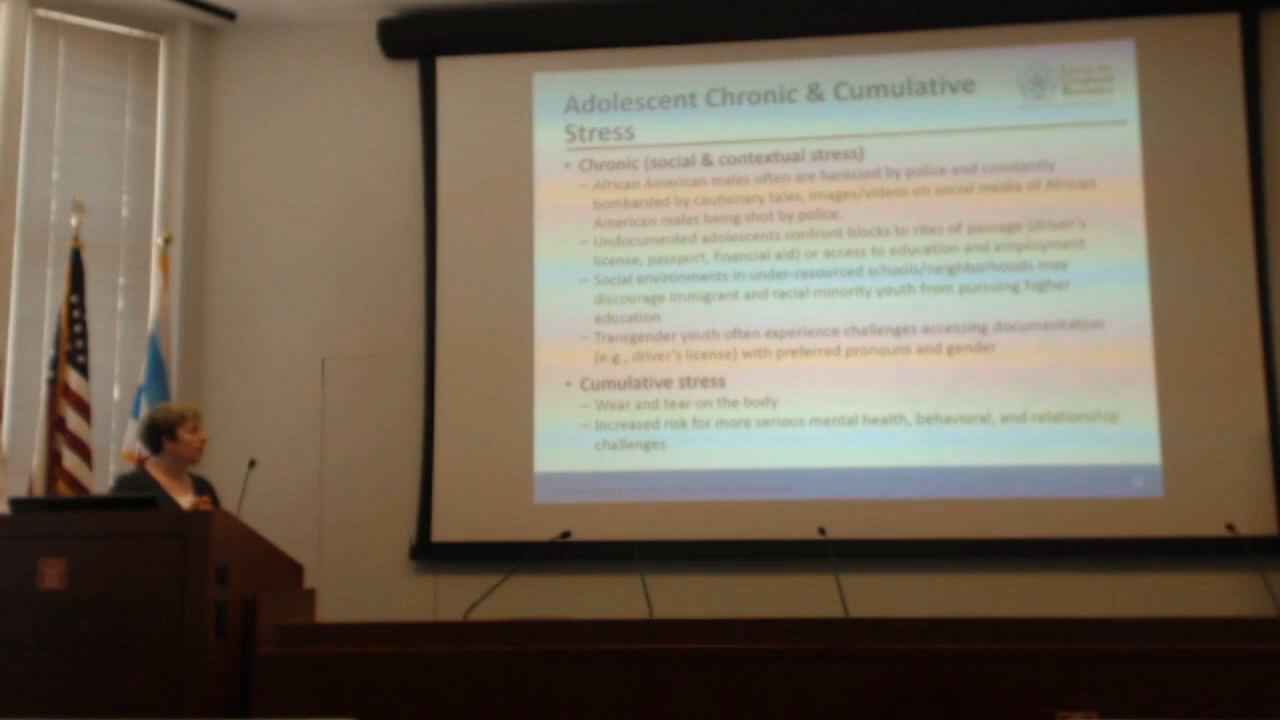 Adolescent Chronic & Cumulative
Stress
• Chronic (social & contextual stress)
– African American males often are harassed by police and constantly
bombarded by cautionary tales, images/videos on social media of African
American males being shot by police.
– Undocumented adolescents confront blocks to rites of passage (driver's
license, passport, financial aid) or access to education and employment
– Social environments in under-resourced schools/neighborhoods may
discourage immigrant and racial minority youth from pursuing higher
education
– Transgender youth often experience challenges accessing documentation
(e.g., driver's license) with preferred pronouns and gender
• Cumulative stress
– Wear and tear on the body
– Increased risk for more serious mental health, behavioral, and relationship
challenges